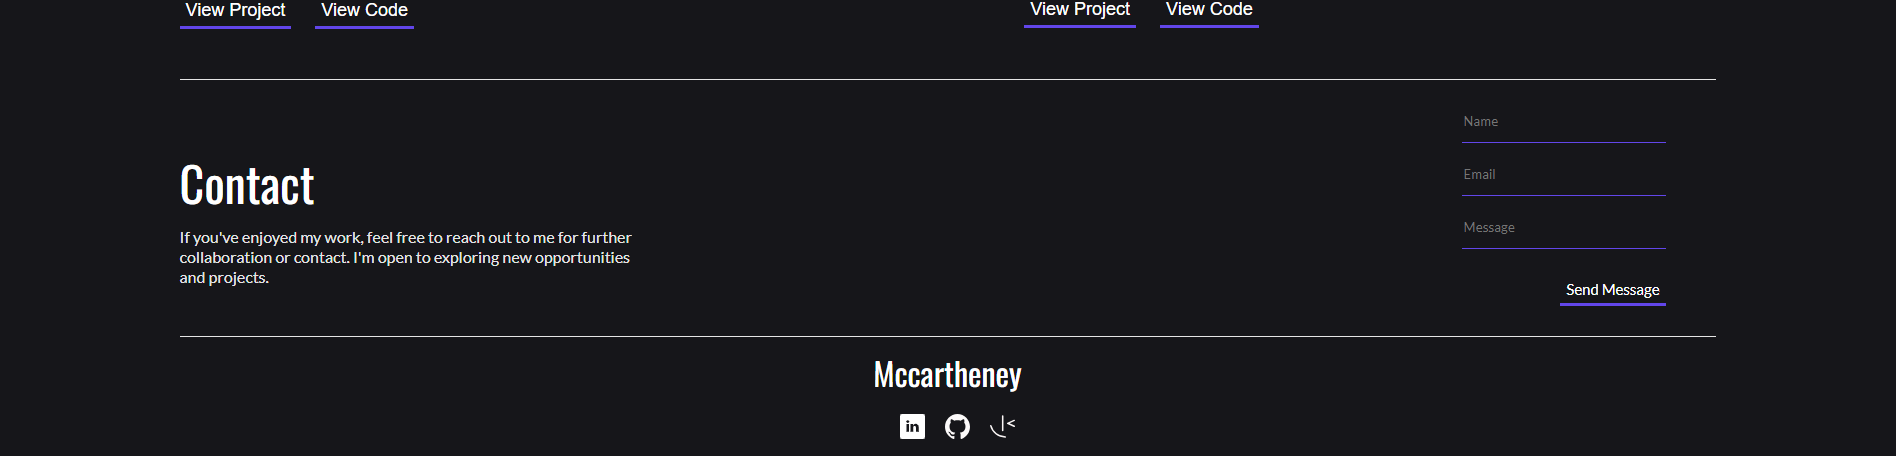 View Project View Code View Project View Code
Name
Email
Message
Send Message
Contact
If you've enjoyed my work, feel free to reach out to me for further
collaboration or contact. I'm open to exploring new opportunities
and projects.
Mccartheney
in